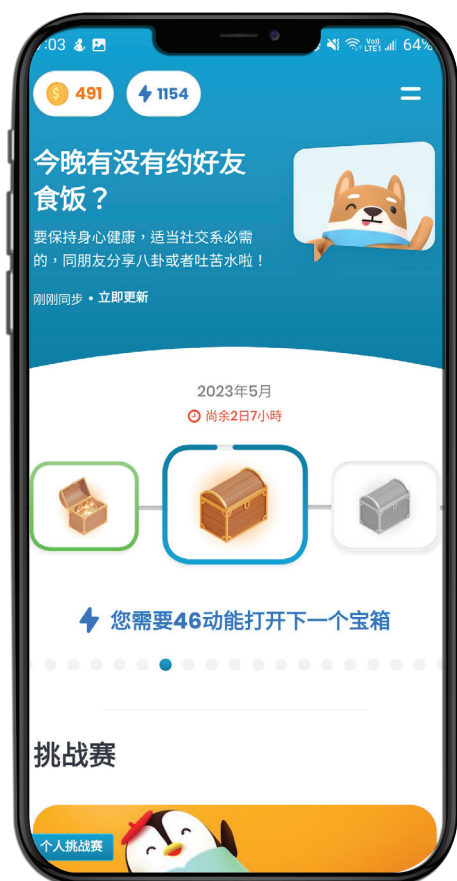 :03
64%
491
1154
今晚有没有约好友
食饭？
要保持身心健康，适当社交系必需
的，同朋友分享八卦或者吐苦水啦！
刚刚同步 • 立即更新
2023年5月
尚余2日7小時
您需要46动能打开下一个宝箱
挑战赛
个人挑战赛